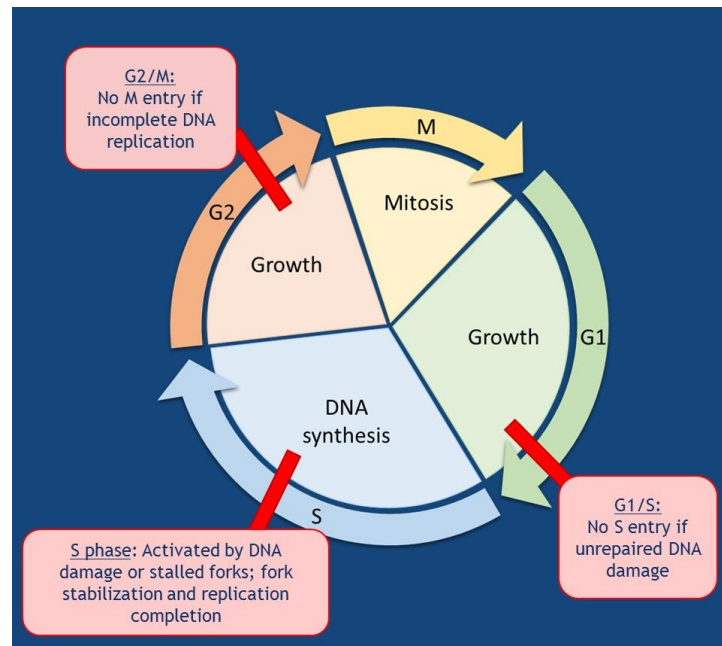 G2/M:
No M entry if
incomplete DNA
replication
M
Mitosis
G2
Growth
Growth
G1
DNA
synthesis
S
S phase: Activated by DNA
damage or stalled forks; fork
stabilization and replication
completion
G1/S:
No S entry if
unrepaired DNA
damage